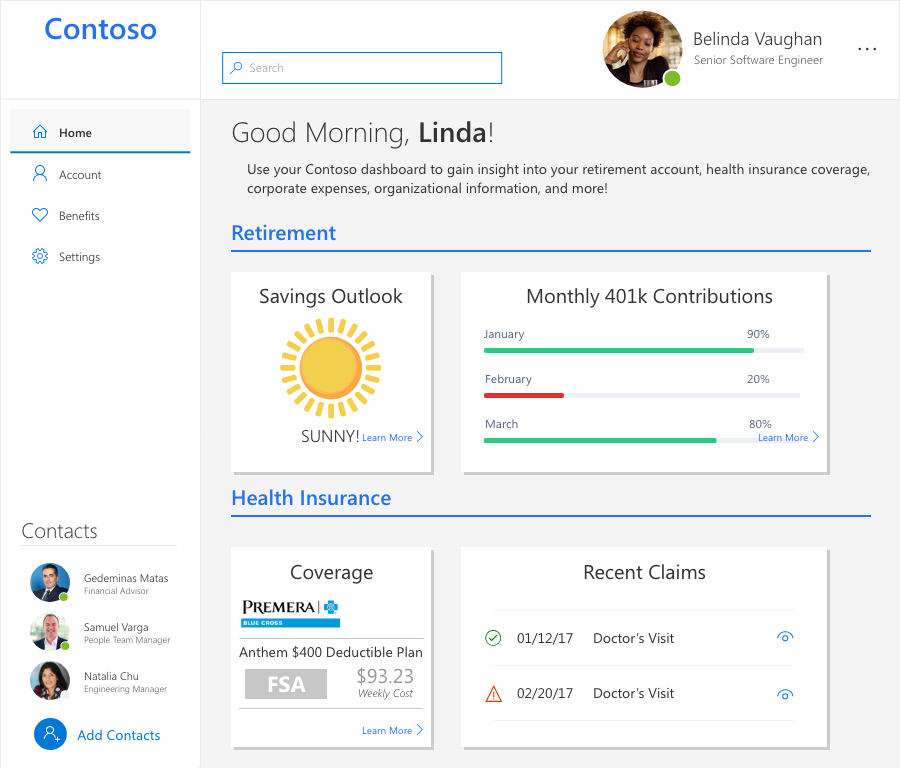 Contoso
Search
Belinda Vaughan
Senior Software Engineer
Home
Account
Benefits
Settings
Contacts
Gedeminas Matas
Financial Advisor
Samuel Varga
People Team Manager
Natalia Chu
Engineering Manager
Add Contacts
Good Morning, Linda!
Use your Contoso dashboard to gain insight into your retirement account, health insurance coverage,
corporate expenses, organizational information, and more!
Retirement
Savings Outlook
SUNNY! Learn More
Monthly 401k Contributions
January 90%
February 20%
March 80%
Learn More
Health Insurance
Coverage
PREMERA
BLUE CROSS
Anthem $400 Deductible Plan
FSA
$93.23
Weekly Cost
Learn More
Recent Claims
01/12/17 Doctor's Visit
02/20/17 Doctor's Visit